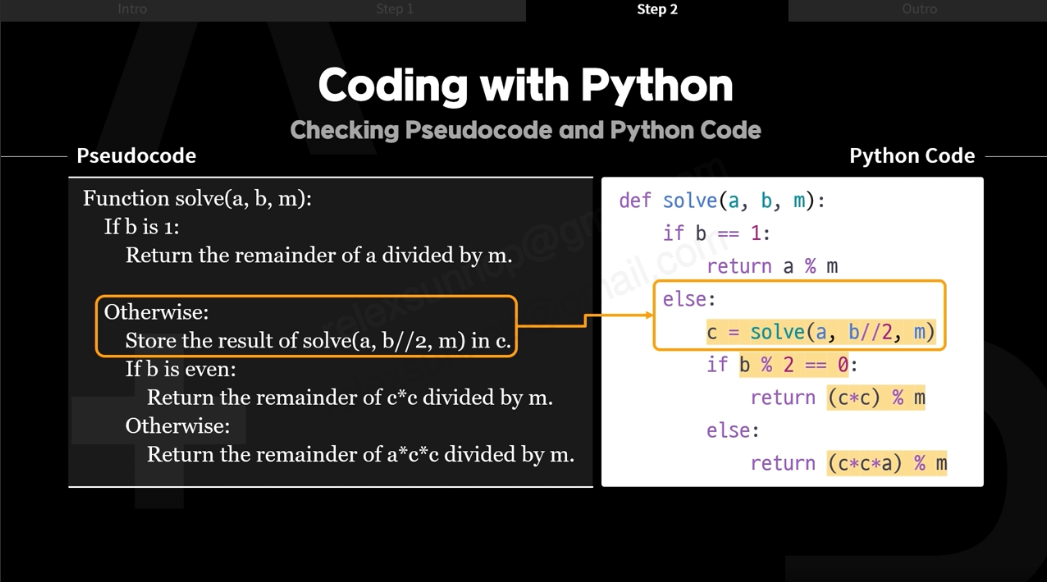 Intro
Step 1
Step 2
Outro
Coding with Python
Checking Pseudocode and Python Code
Pseudocode
Function solve(a, b, m):
If b is 1:
Return the remainder of a divided by m.
Otherwise:
Store the result of solve(a, b//2, m) in c.
If b is even:
Return the remainder of c*c divided by m.
Otherwise:
Return the remainder of a*c*c divided by m.
Python Code
def solve(a, b, m):
if b == 1:
return a % m
else:
c = solve(a, b//2, m)
if b % 2 == 0:
return (c*c) % m
else:
return (c*c*a) % m